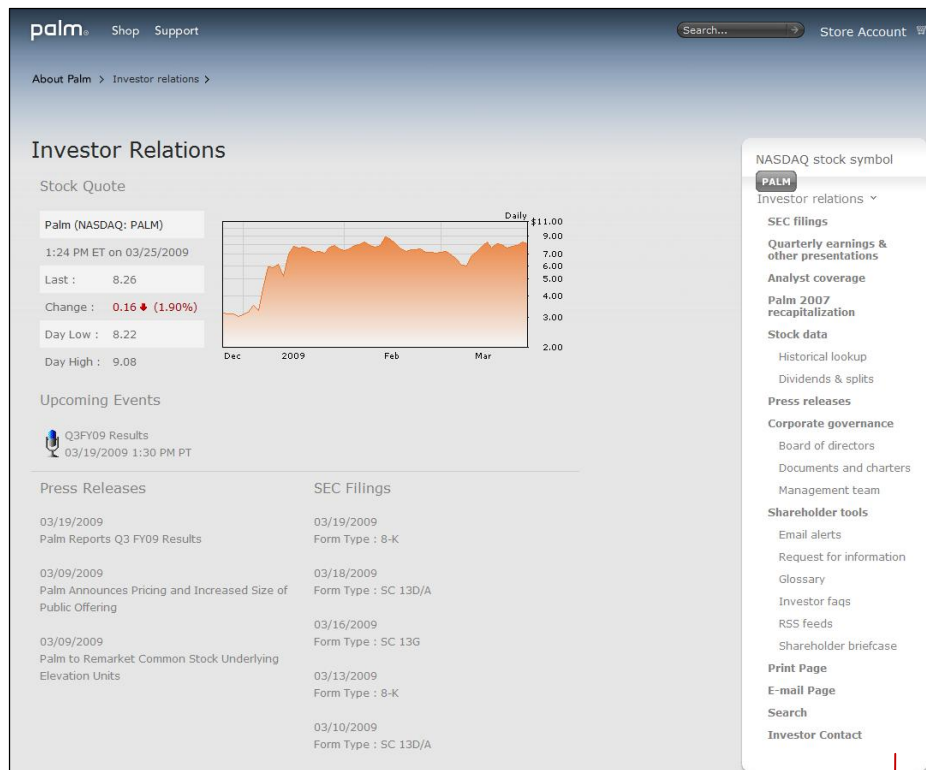 palm® Shop Support Search... Store Account
About Palm > Investor relations >
Investor Relations
Stock Quote
Palm (NASDAQ: PALM)
1:24 PM ET on 03/25/2009
Last : 8.26
Change : 0.16 (1.90%)
Day Low : 8.22
Day High : 9.08
Daily
$11.00
9.00
7.00
6.00
5.00
4.00
3.00
2.00
Dec 2009 Feb Mar
Upcoming Events
Q3FY09 Results
03/19/2009 1:30 PM PT
Press Releases
03/19/2009
Palm Reports Q3 FY09 Results
03/09/2009
Palm Announces Pricing and Increased Size of
Public Offering
03/09/2009
Palm to Remarket Common Stock Underlying
Elevation Units
SEC Filings
03/19/2009
Form Type : 8-K
03/18/2009
Form Type : SC 13D/A
03/16/2009
Form Type : SC 13G
03/13/2009
Form Type : 8-K
03/10/2009
Form Type : SC 13D/A
NASDAQ stock symbol
PALM
Investor relations
SEC filings
Quarterly earnings &
other presentations
Analyst coverage
Palm 2007
recapitalization
Stock data
Historical lookup
Dividends & splits
Press releases
Corporate governance
Board of directors
Documents and charters
Management team
Shareholder tools
Email alerts
Request for information
Glossary
Investor faqs
RSS feeds
Shareholder briefcase
Print Page
E-mail Page
Search
Investor Contact